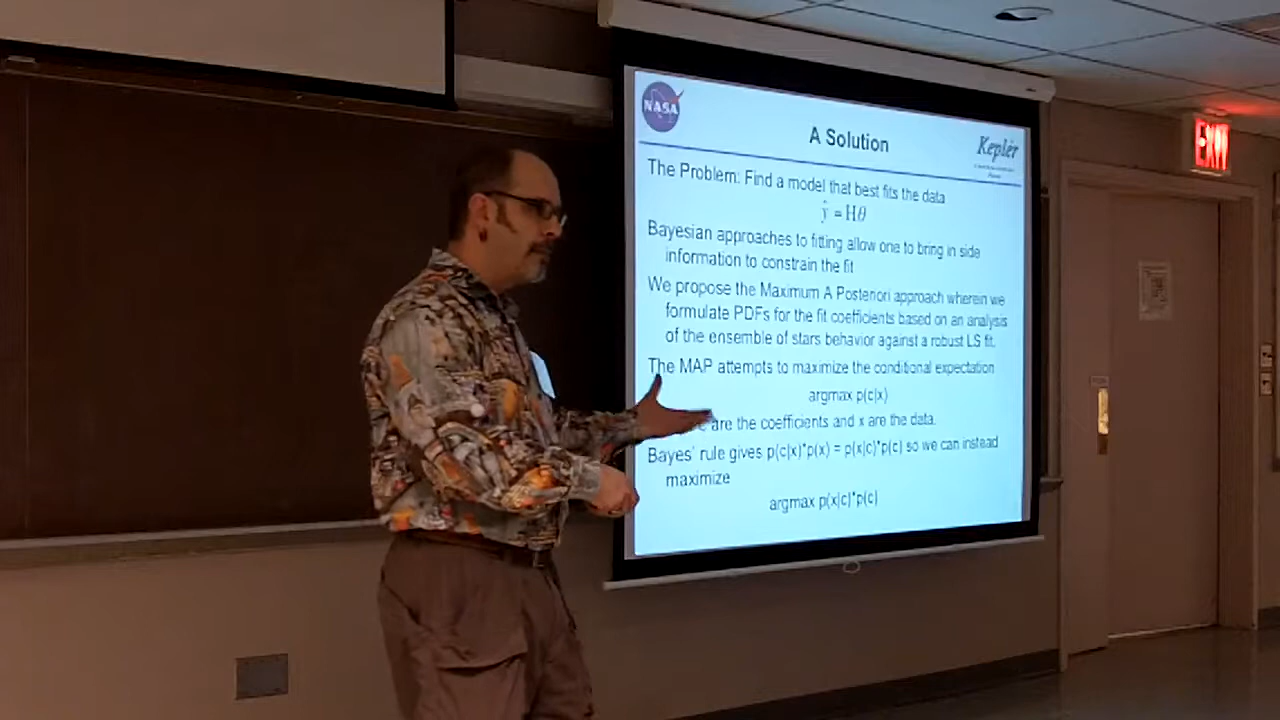 NASA
A Solution
Kepler
The Problem: Find a model that best fits the data
ŷ = Hθ
Bayesian approaches to fitting allow one to bring in side
information to constrain the fit
We propose the Maximum A Posteriori approach wherein we
formulate PDFs for the fit coefficients based on an analysis
of the ensemble of stars behavior against a robust LS fit.
The MAP attempts to maximize the conditional expectation
argmax p(c|x)
c are the coefficients and x are the data.
Bayes' rule gives p(c|x)*p(x) = p(x|c)*p(c) so we can instead
maximize
argmax p(x|c)*p(c)
EXIT